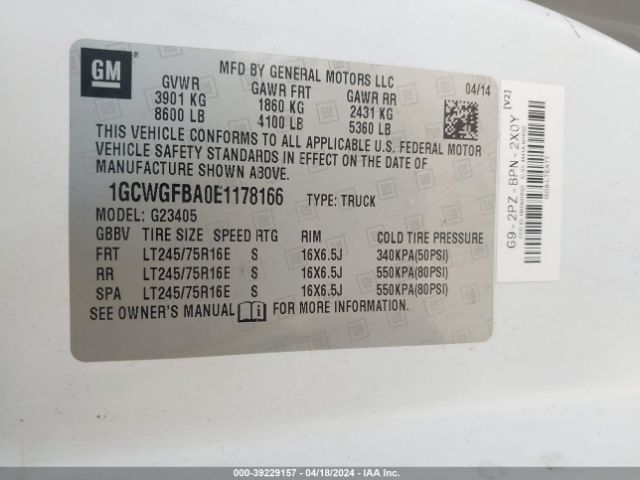 GM
MFD BY GENERAL MOTORS LLC
04/14
GVWR GAWR FRT GAWR RR
3901 KG 1860 KG 2431 KG
8600 LB 4100 LB 5360 LB
THIS VEHICLE CONFORMS TO ALL APPLICABLE U.S. FEDERAL MOTOR
VEHICLE SAFETY STANDARDS IN EFFECT ON THE DATE OF
MANUFACTURE SHOWN ABOVE.
1GCWGFBA0E1178166 TYPE: TRUCK
MODEL: G23405
GBBV TIRE SIZE SPEED RTG RIM COLD TIRE PRESSURE
FRT LT245/75R16E S 16X6.5J 340KPA(50PSI)
RR LT245/75R16E S 16X6.5J 550KPA(80PSI)
SPA LT245/75R16E S 16X6.5J 550KPA(80PSI)
SEE OWNER'S MANUAL FOR MORE INFORMATION.
G9-2PZ-BPN-2X0Y [V2]
000-39229157 - 04/18/2024 - IAA, Inc.